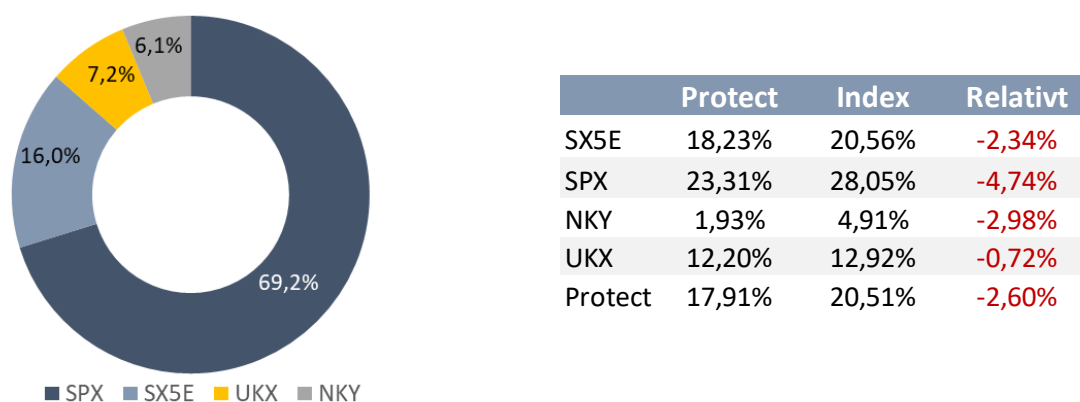 6,1%
7,2%
16,0%
69,2%
SPX SX5E UKX NKY
Protect Index Relativt
SX5E 18,23% 20,56% -2,34%
SPX 23,31% 28,05% -4,74%
NKY 1,93% 4,91% -2,98%
UKX 12,20% 12,92% -0,72%
Protect 17,91% 20,51% -2,60%